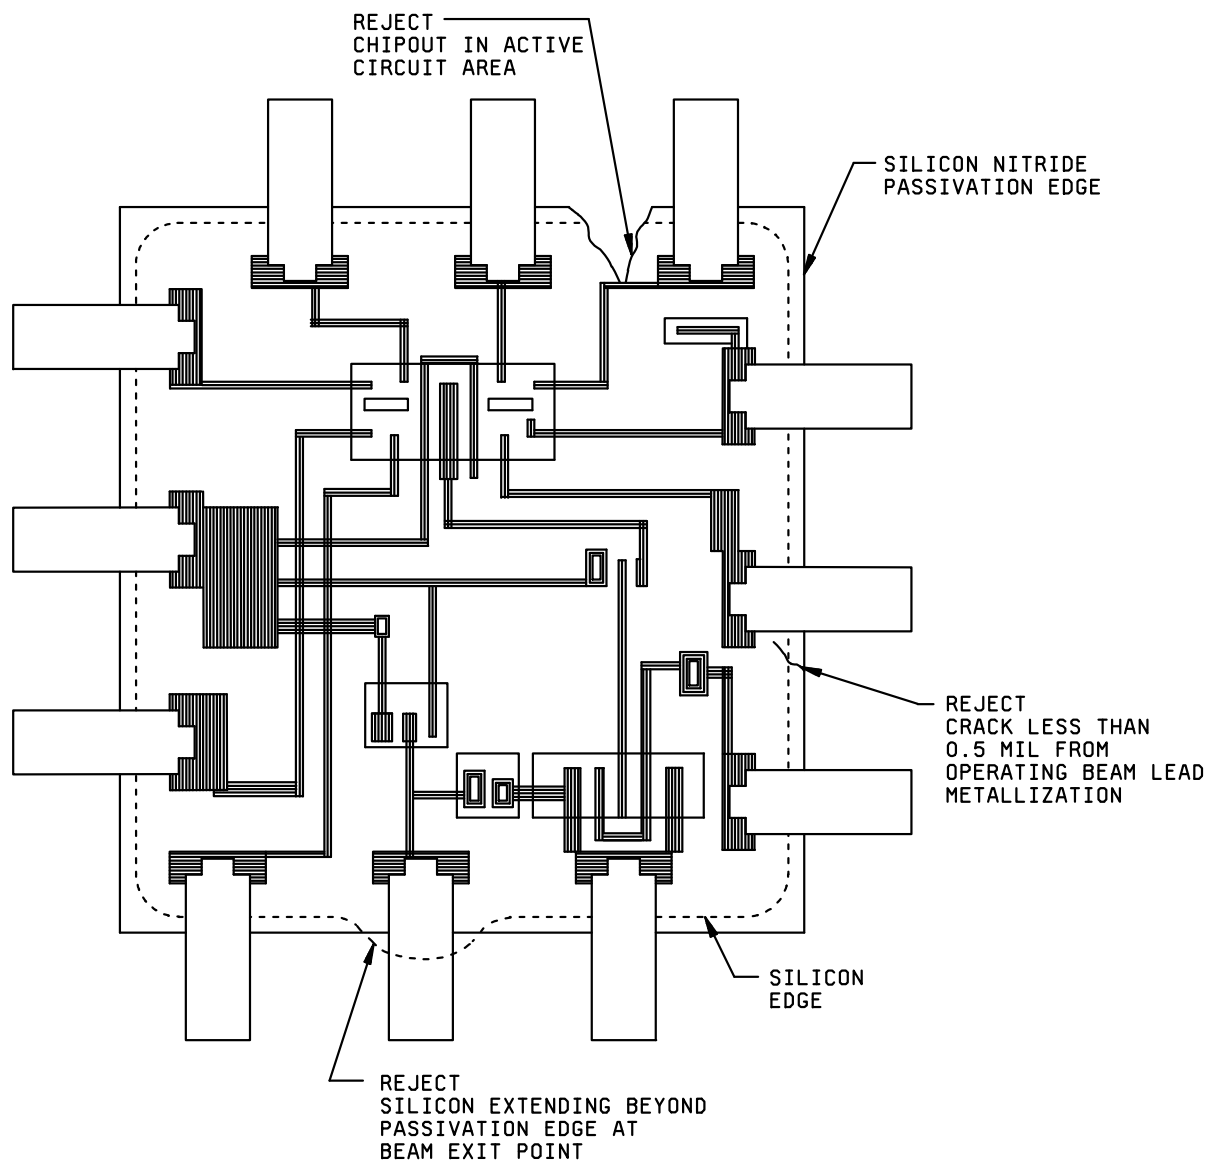 REJECT
CHIPOUT IN ACTIVE
CIRCUIT AREA
SILICON NITRIDE
PASSIVATION EDGE
REJECT
CRACK LESS THAN
0.5 MIL FROM
OPERATING BEAM LEAD
METALLIZATION
SILICON
EDGE
REJECT
SILICON EXTENDING BEYOND
PASSIVATION EDGE AT
BEAM EXIT POINT